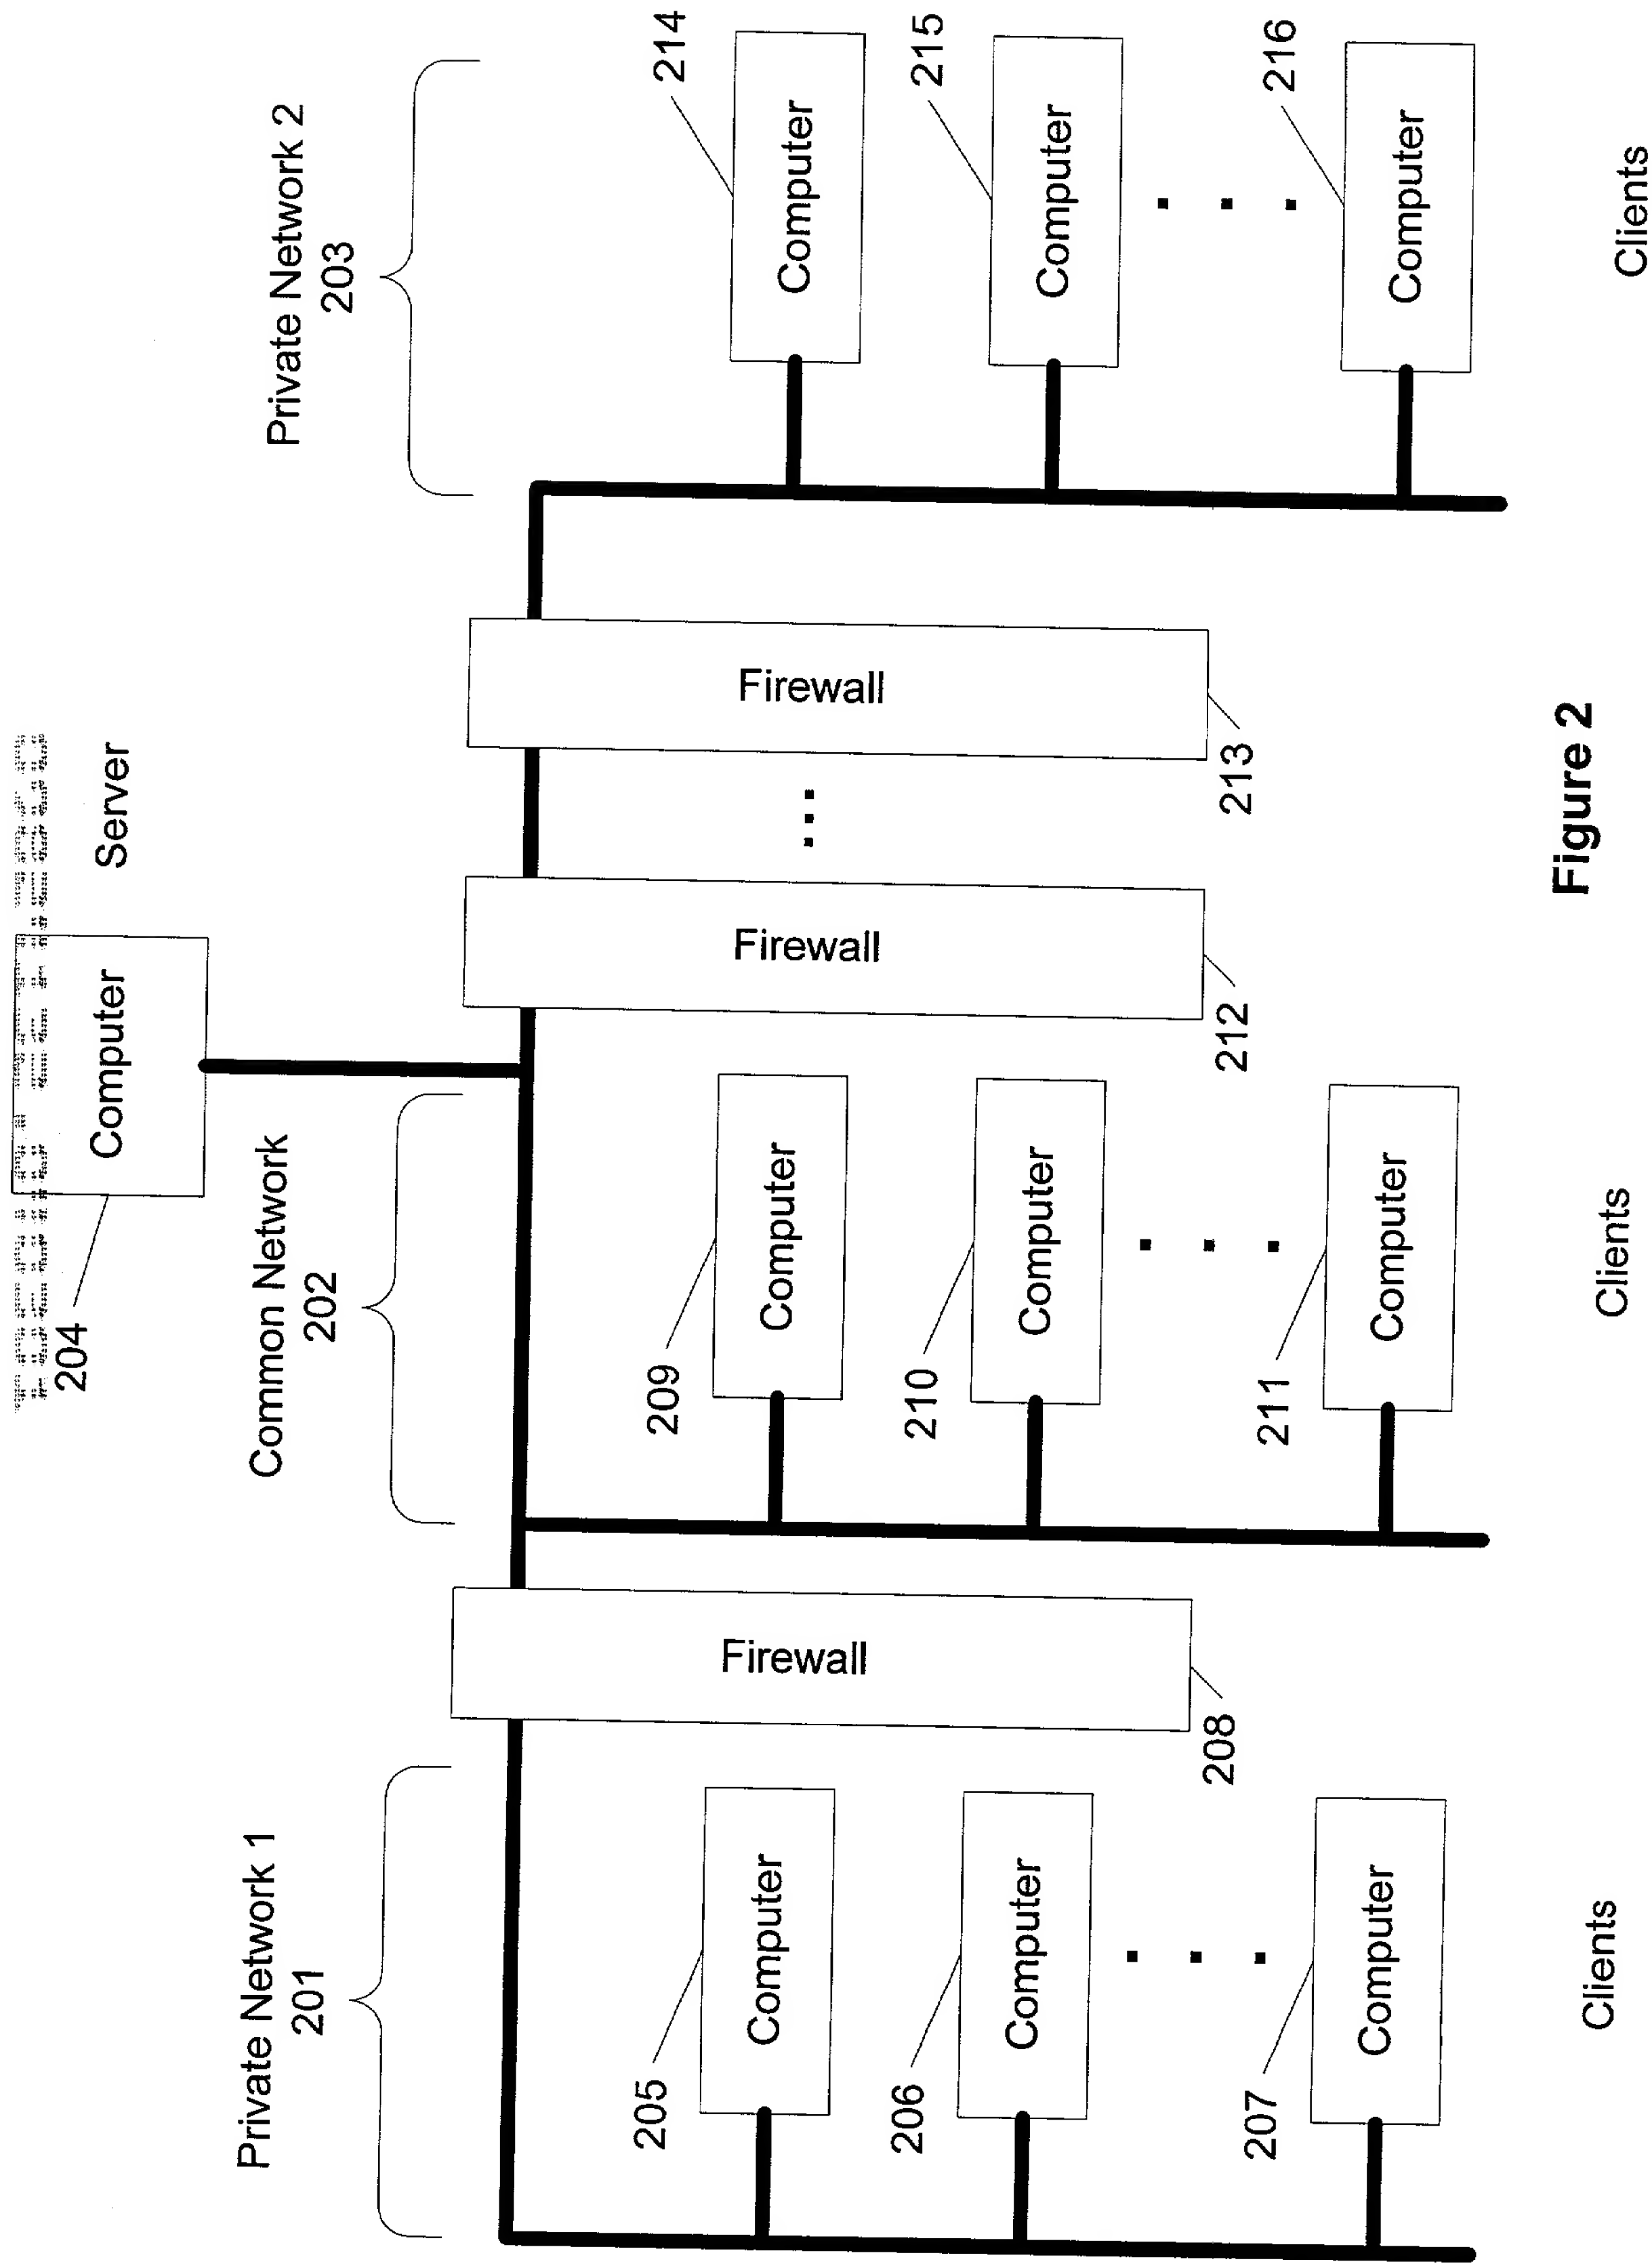 Server
204
Computer
Private Network 1
201
Common Network
202
Private Network 2
203
205
Computer
206
Computer
207
Computer
Firewall
208
209
Computer
210
Computer
211
Computer
Firewall
212
...
Firewall
213
214
Computer
215
Computer
216
Computer
Clients
Clients
Clients
Figure 2